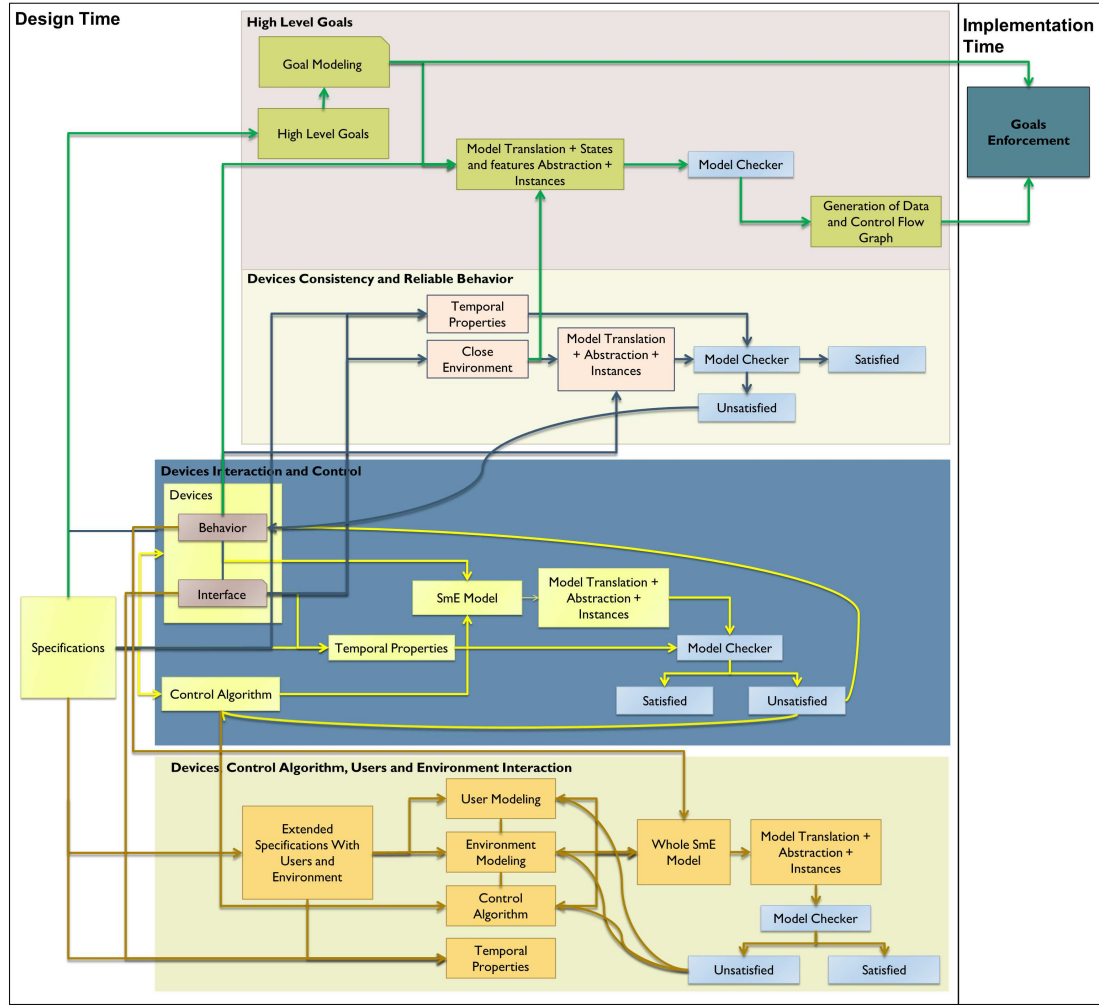 Design Time
High Level Goals
Implementation
Time
Goal Modeling
High Level Goals
Goals
Enforcement
Model Translation + States
and features Abstraction +
Instances
Model Checker
Generation of Data
and Control Flow
Graph
Devices Consistency and Reliable Behavior
Temporal
Properties
Close
Environment
Model Translation
+ Abstraction +
Instances
Model Checker
Satisfied
Unsatisfied
Devices Interaction and Control
Devices
Behavior
Interface
SmE Model
Model Translation +
Abstraction +
Instances
Specifications
Temporal Properties
Model Checker
Control Algorithm
Satisfied
Unsatisfied
Devices, Control Algorithm, Users and Environment Interaction
Extended
Specifications With
Users and
Environment
User Modeling
Environment
Modeling
Control
Algorithm
Temporal
Properties
Whole SmE
Model
Model Translation +
Abstraction +
Instances
Model Checker
Unsatisfied
Satisfied